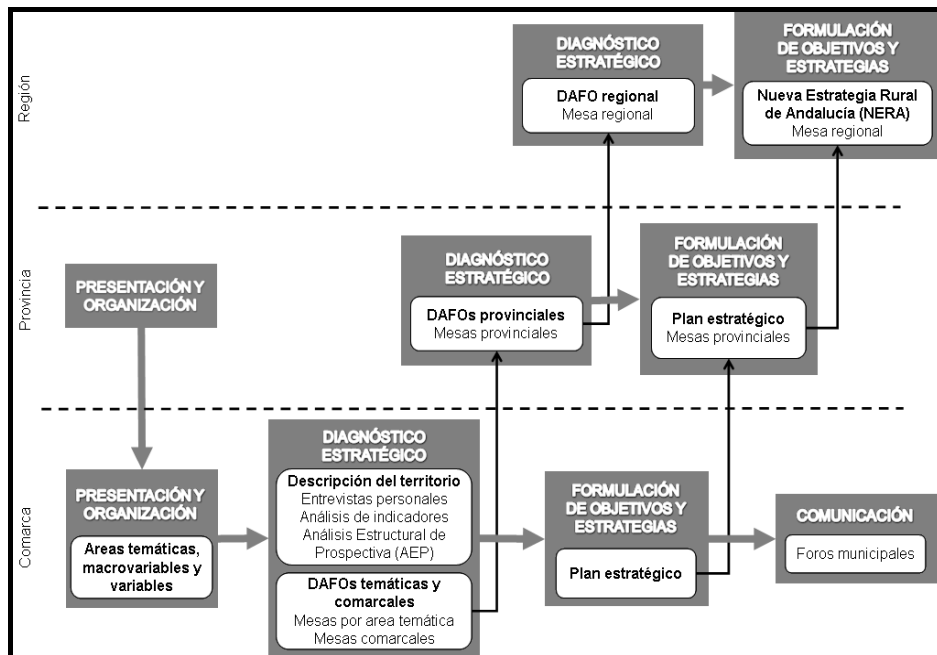 Región
DIAGNÓSTICO
ESTRATÉGICO
DAFO regional
Mesa regional
FORMULACIÓN
DE OBJETIVOS Y
ESTRATEGIAS
Nueva Estrategia Rural
de Andalucía (NERA)
Mesa regional
Provincia
PRESENTACIÓN Y
ORGANIZACIÓN
DIAGNÓSTICO
ESTRATÉGICO
DAFOs provinciales
Mesas provinciales
FORMULACIÓN
DE OBJETIVOS Y
ESTRATEGIAS
Plan estratégico
Mesas provinciales
Comarca
PRESENTACIÓN Y
ORGANIZACIÓN
Areas temáticas,
macrovariables y
variables
DIAGNÓSTICO
ESTRATÉGICO
Descripción del territorio
Entrevistas personales
Análisis de indicadores
Análisis Estructural de
Prospectiva (AEP)
DAFOs temáticas y
comarcales
Mesas por area temática
Mesas comarcales
FORMULACIÓN
DE OBJETIVOS Y
ESTRATEGIAS
Plan estratégico
COMUNICACIÓN
Foros municipales